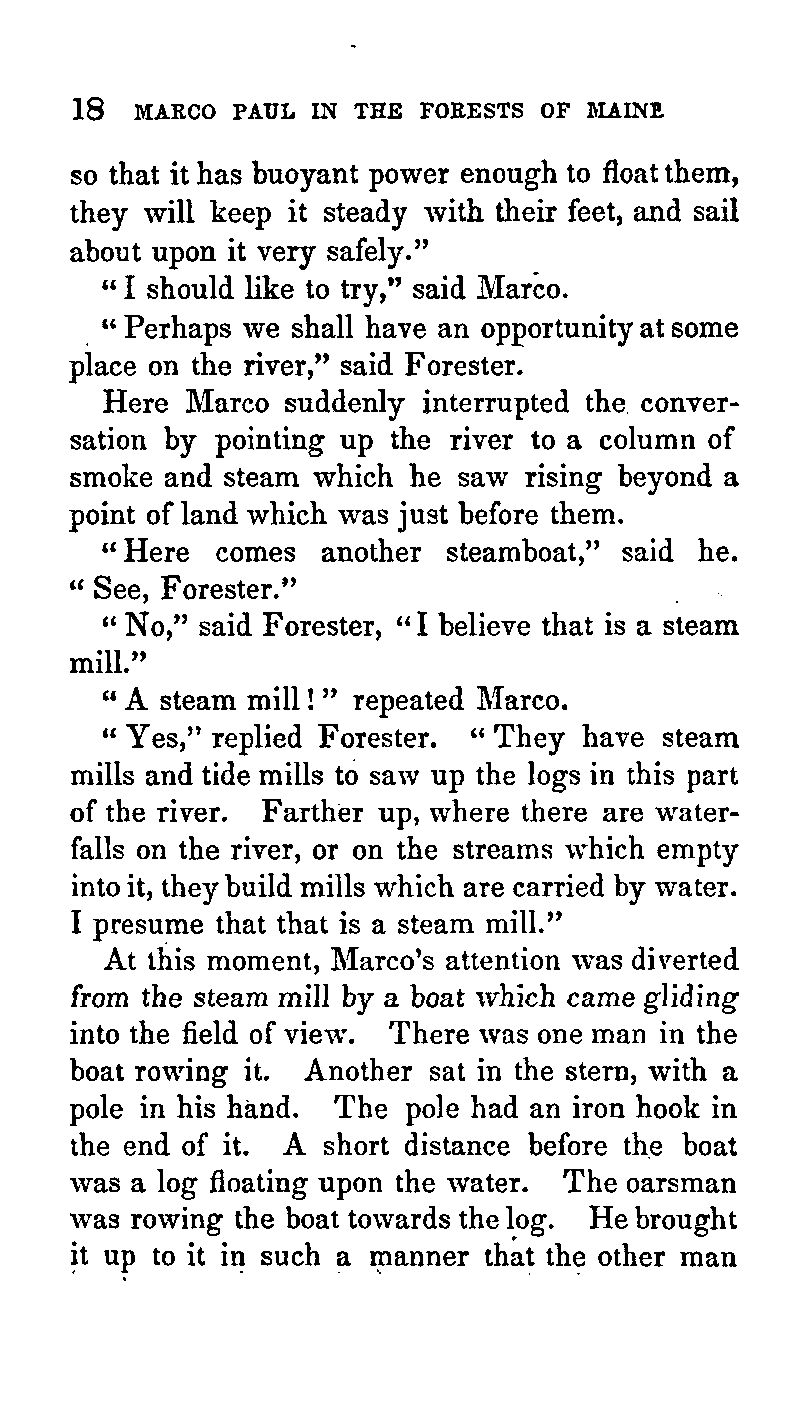 18 MARCO PAUL IN THE FORESTS OF MAINE
so that it has buoyant power enough to float them,
they will keep it steady with their feet, and sail
about upon it very safely."
"I should like to try," said Marco.
"Perhaps we shall have an opportunity at some
place on the river," said Forester.
Here Marco suddenly interrupted the conver-
sation by pointing up the river to a column of
smoke and steam which he saw rising beyond a
point of land which was just before them.
"Here comes another steamboat," said he.
"See, Forester."
"No," said Forester, "I believe that is a steam
mill."
"A steam mill!" repeated Marco.
"Yes," replied Forester. "They have steam
mills and tide mills to saw up the logs in this part
of the river. Farther up, where there are water-
falls on the river, or on the streams which empty
into it, they build mills which are carried by water.
I presume that that is a steam mill."
At this moment, Marco's attention was diverted
from the steam mill by a boat which came gliding
into the field of view. There was one man in the
boat rowing it. Another sat in the stern, with a
pole in his hand. The pole had an iron hook in
the end of it. A short distance before the boat
was a log floating upon the water. The oarsman
was rowing the boat towards the log. He brought
it up to it in such a manner that the other man